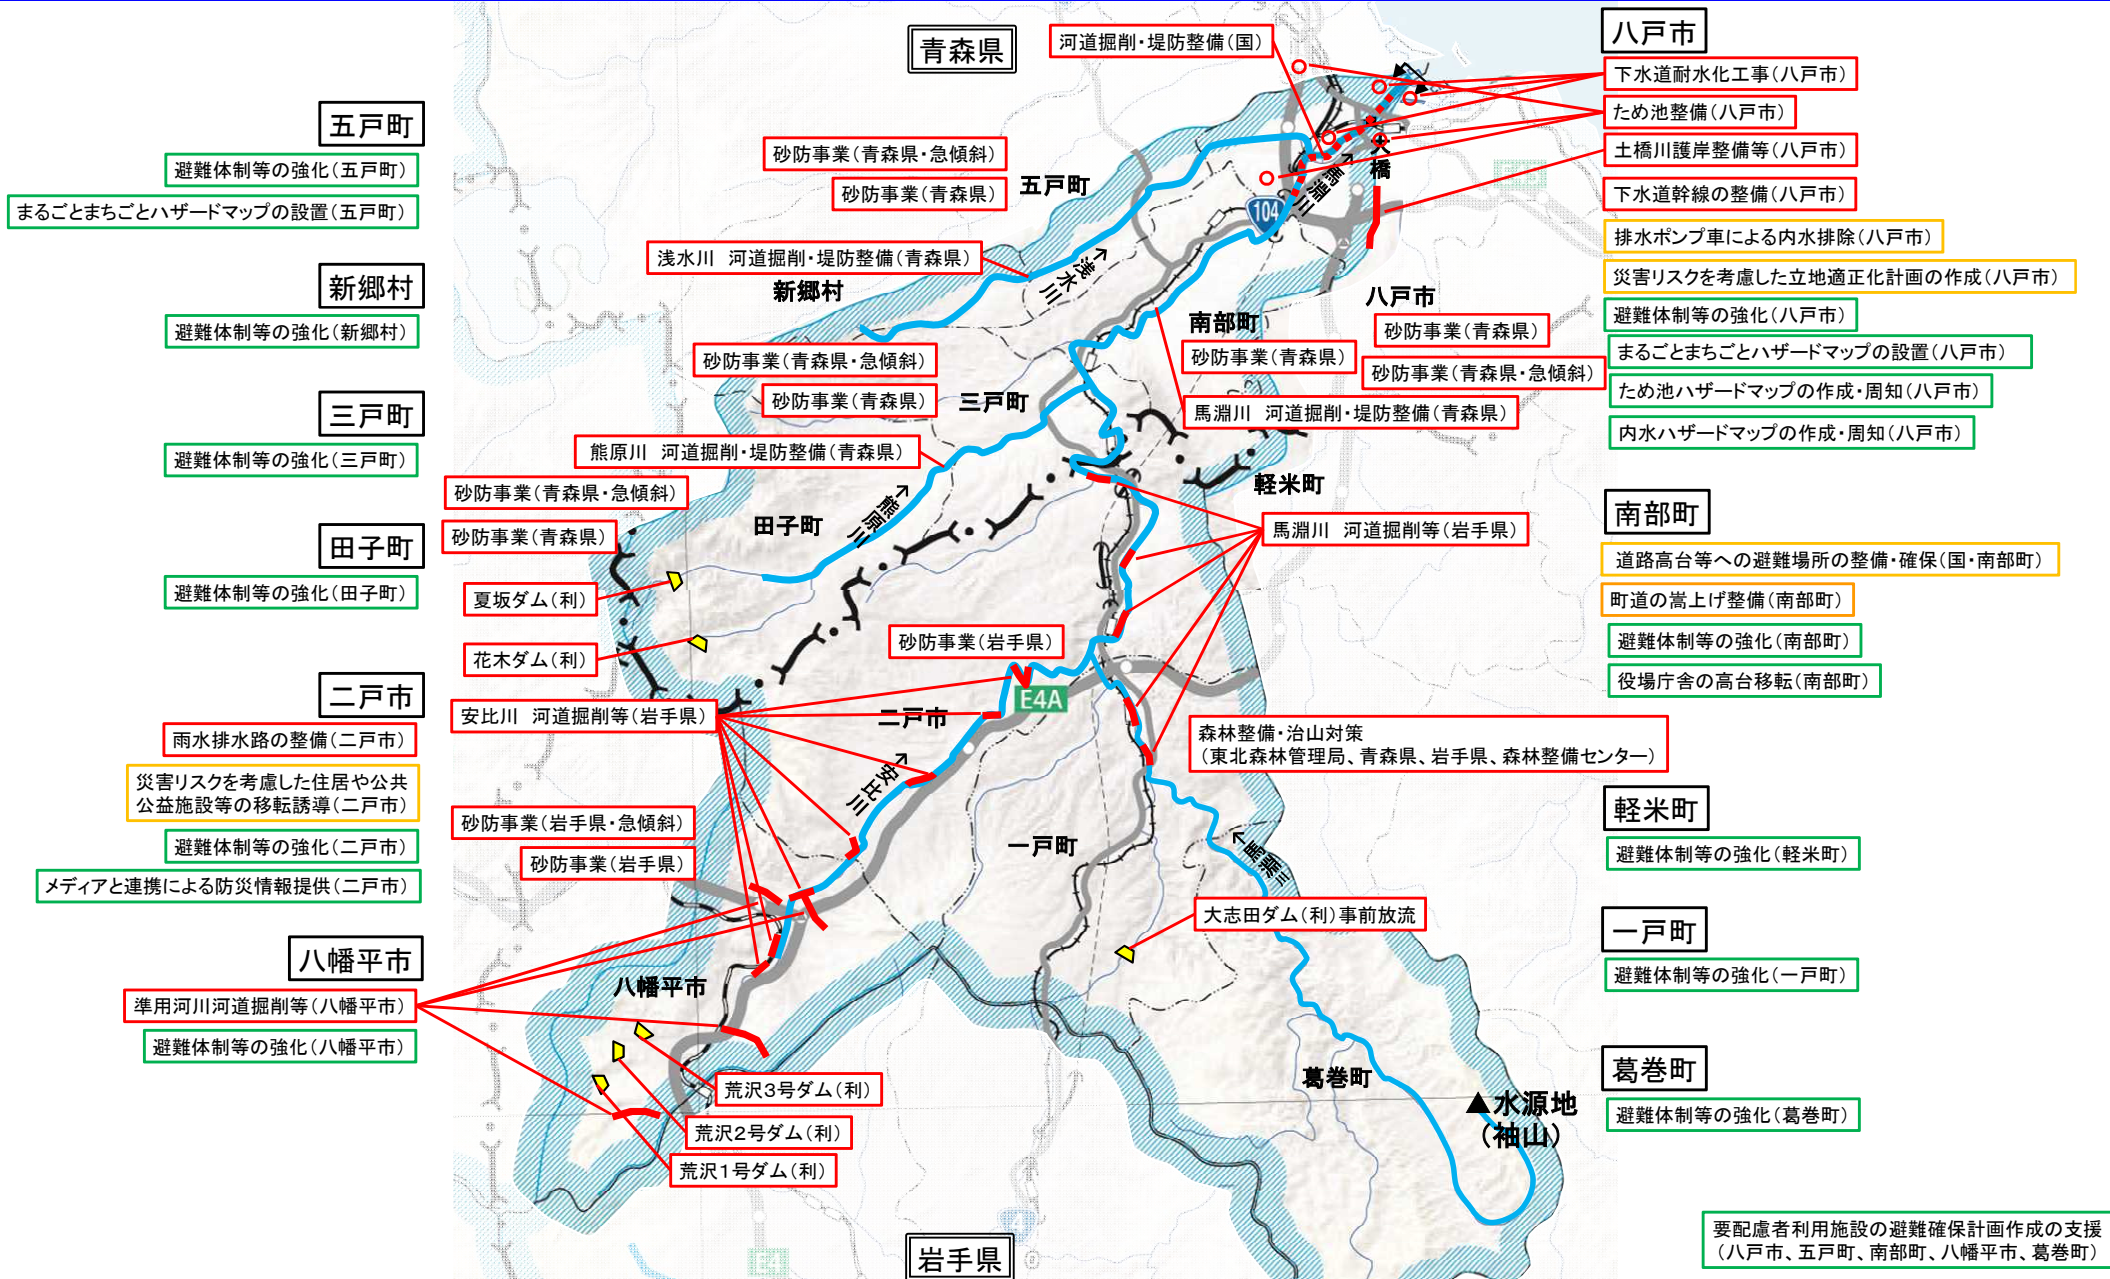 青森県
河道掘削・堤防整備(国)
八戸市
下水道耐水化工事(八戸市)
ため池整備(八戸市)
土橋川護岸整備等(八戸市)
下水道幹線の整備(八戸市)
排水ポンプ車による内水排除(八戸市)
災害リスクを考慮した立地適正化計画の作成(八戸市)
避難体制等の強化(八戸市)
まるごとまちごとハザードマップの設置(八戸市)
ため池ハザードマップの作成・周知(八戸市)
内水ハザードマップの作成・周知(八戸市)
五戸町
避難体制等の強化(五戸町)
まるごとまちごとハザードマップの設置(五戸町)
新郷村
避難体制等の強化(新郷村)
三戸町
避難体制等の強化(三戸町)
田子町
避難体制等の強化(田子町)
二戸市
雨水排水路の整備(二戸市)
災害リスクを考慮した住居や公共
公益施設等の移転誘導(二戸市)
避難体制等の強化(二戸市)
メディアと連携による防災情報提供(二戸市)
八幡平市
準用河川河道掘削等(八幡平市)
避難体制等の強化(八幡平市)
砂防事業(青森県・急傾斜)
砂防事業(青森県)
五戸町
大橋
馬淵川
104
浅水川 河道掘削・堤防整備(青森県)
浅水川
新郷村
八戸市
南部町
砂防事業(青森県)
砂防事業(青森県)
砂防事業(青森県・急傾斜)
砂防事業(青森県・急傾斜)
砂防事業(青森県)
三戸町
馬淵川 河道掘削・堤防整備(青森県)
熊原川 河道掘削・堤防整備(青森県)
軽米町
砂防事業(青森県・急傾斜)
砂防事業(青森県)
田子町
熊原川
馬淵川 河道掘削等(岩手県)
夏坂ダム(利)
花木ダム(利)
砂防事業(岩手県)
E4A
安比川 河道掘削等(岩手県)
二戸市
安比川
森林整備・治山対策
(東北森林管理局、青森県、岩手県、森林整備センター)
砂防事業(岩手県・急傾斜)
砂防事業(岩手県)
一戸町
馬淵川
大志田ダム(利)事前放流
八幡平市
荒沢3号ダム(利)
荒沢2号ダム(利)
荒沢1号ダム(利)
葛巻町
▲水源地
(袖山)
岩手県
南部町
道路高台等への避難場所の整備・確保(国・南部町)
町道の嵩上げ整備(南部町)
避難体制等の強化(南部町)
役場庁舎の高台移転(南部町)
軽米町
避難体制等の強化(軽米町)
一戸町
避難体制等の強化(一戸町)
葛巻町
避難体制等の強化(葛巻町)
要配慮者利用施設の避難確保計画作成の支援
(八戸市、五戸町、南部町、八幡平市、葛巻町)